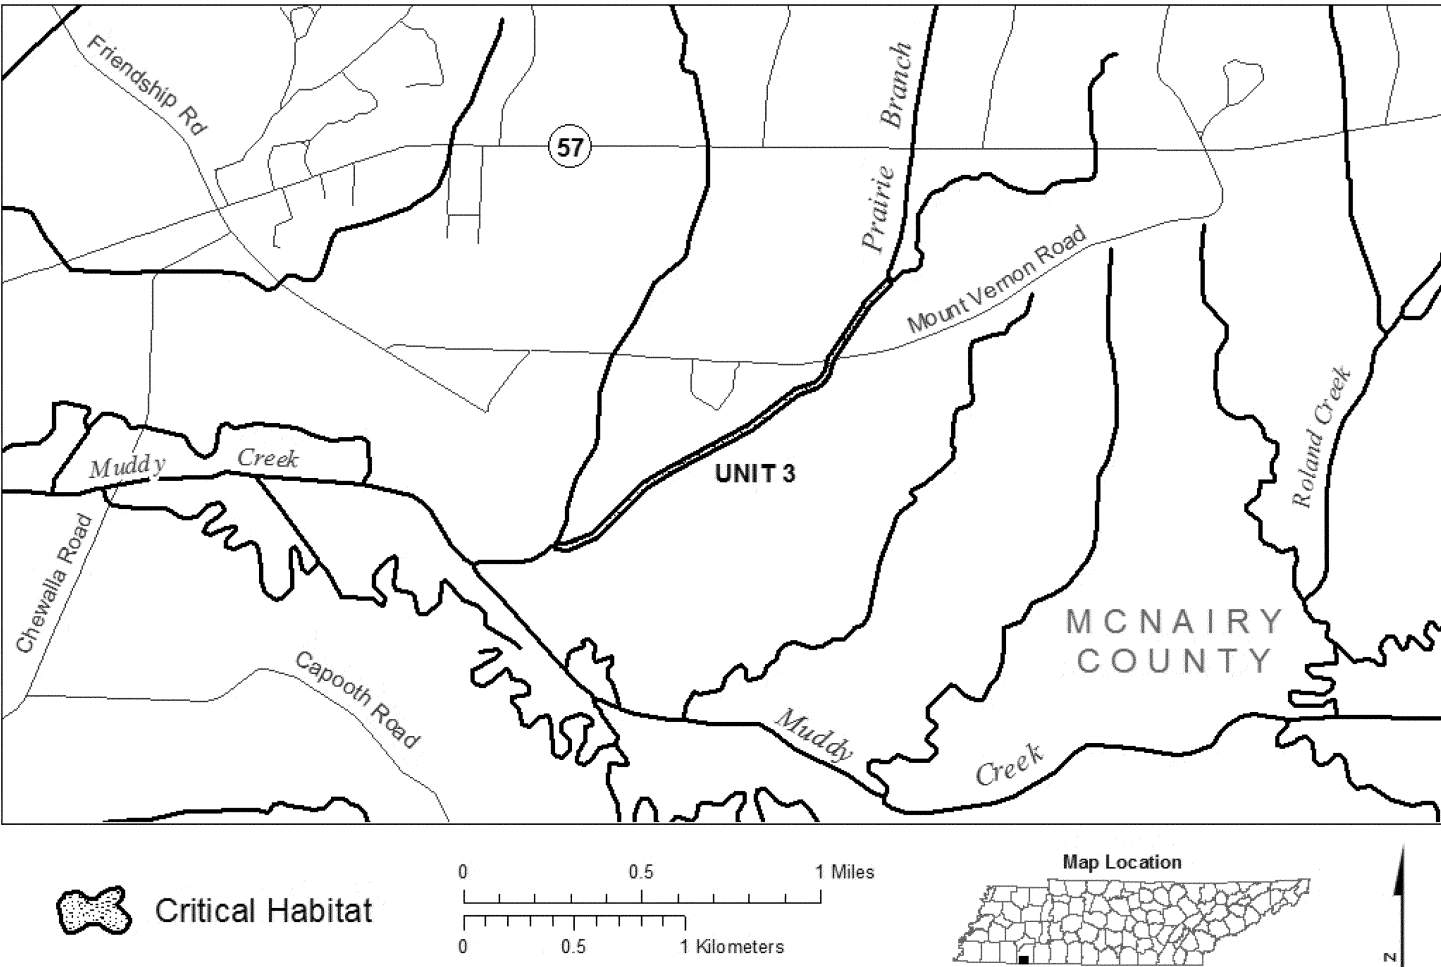 Friendship Rd
57
Prairie Branch
Mount Vernon Road
Roland Creek
Muddy Creek
UNIT 3
Chewalla Road
MCNAIRY
COUNTY
Capooth Road
Muddy Creek
Critical Habitat
0 0.5 1 Miles
0 0.5 1 Kilometers
Map Location
N